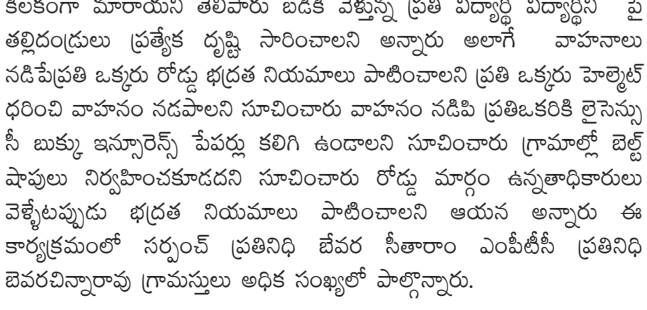 కీలకంగా మారాయని తెలిపారు బడికి వెళ్తున్న ప్రతి విద్యార్థి విద్యార్థిని పై
తల్లిదండ్రులు ప్రత్యేక దృష్టి సారించాలని అన్నారు అలాగే వాహనాలు
నడిపేప్రతి ఒక్కరు రోడ్డు భద్రత నియమాలు పాటించాలని ప్రతి ఒక్కరు హెల్మెట్
ధరించి వాహనం నడపాలని సూచించారు వాహనం నడిపి ప్రతిఒకరికి లైసెన్సు
సీ బుక్కు ఇన్సూరెన్స్ పేపర్లు కలిగి ఉండాలని సూచించారు గ్రామాల్లో బెల్ట్
షాపులు నిర్వహించకూడదని సూచించారు రోడ్డు మార్గం ఉన్నతాధికారులు
వెళ్ళేటప్పుడు భద్రత నియమాలు పాటించాలని ఆయన అన్నారు ఈ
కార్యక్రమంలో సర్పంచ్ ప్రతినిధి బేవర సీతారాం ఎంపీటీసీ ప్రతినిధి
బెవరచిన్నారావు గ్రామస్తులు అధిక సంఖ్యలో పాల్గొన్నారు.